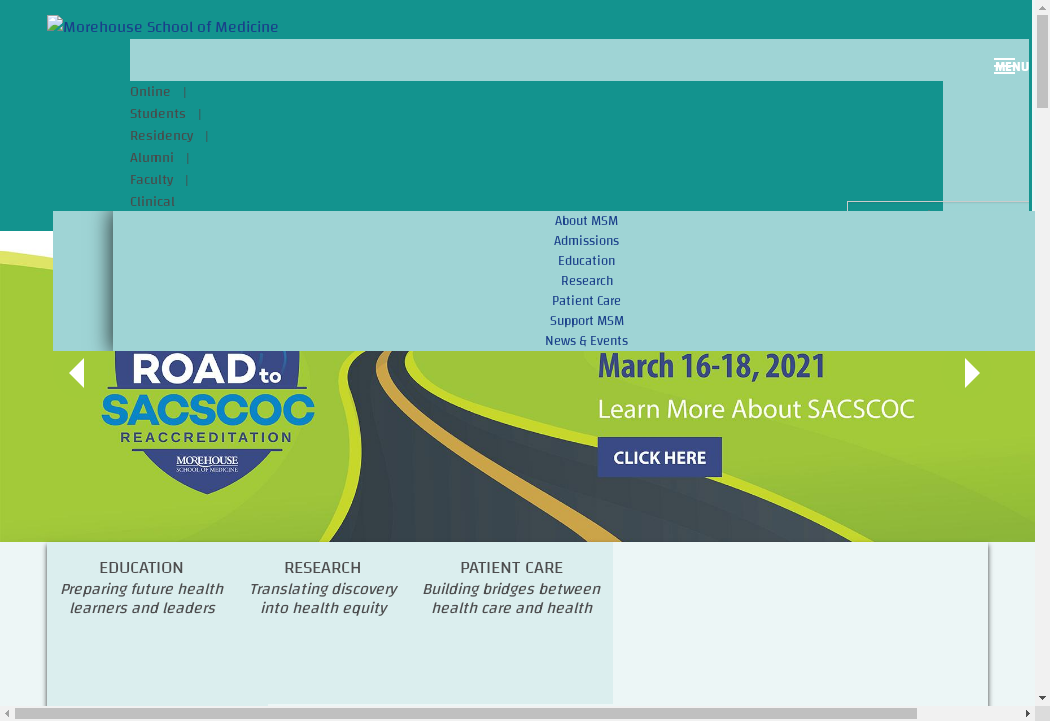 Morehouse School of Medicine
MENU
Online |
Students |
Residency |
Alumni |
Faculty |
Clinical
About MSM
Admissions
Education
Research
Patient Care
Support MSM
News & Events
ROAD to
SACSCOC
REACCREDITATION
MOREHOUSE
SCHOOL OF MEDICINE
March 16-18, 2021
Learn More About SACSCOC
CLICK HERE
EDUCATION
Preparing future health
learners and leaders
RESEARCH
Translating discovery
into health equity
PATIENT CARE
Building bridges between
health care and health